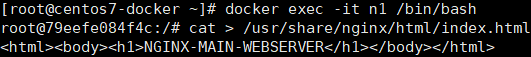 [root@centos7-docker ~]# docker exec -it n1 /bin/bash
root@79eefe084f4c:/# cat > /usr/share/nginx/html/index.html
<html><body><h1>NGINX-MAIN-WEBSERVER</h1></body></html>